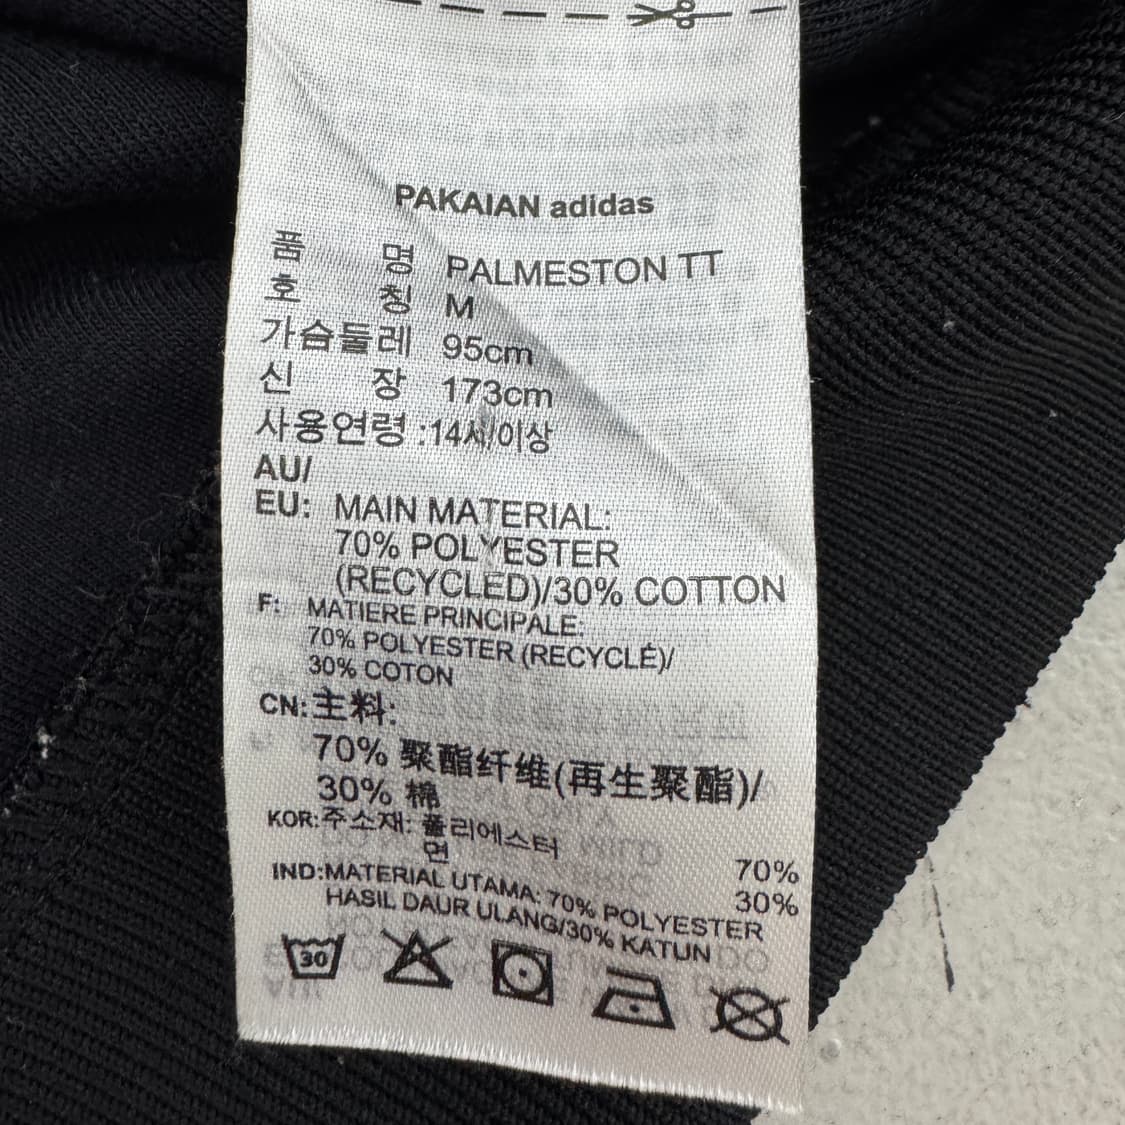 PAKAIAN adidas
품 명 PALMESTON TT
호 칭 M
가슴둘레 95cm
신 장 173cm
사용연령 :14세이상
AU/
EU: MAIN MATERIAL:
70% POLYESTER
(RECYCLED)/30% COTTON
F: MATIERE PRINCIPALE:
70% POLYESTER (RECYCLÉ)/
30% COTON
CN:主料:
70% 聚酯纤维(再生聚酯)/
30% 棉
KOR:주소재: 폴리에스터 70%
면 30%
IND:MATERIAL UTAMA: 70% POLYESTER
HASIL DAUR ULANG/30% KATUN
30